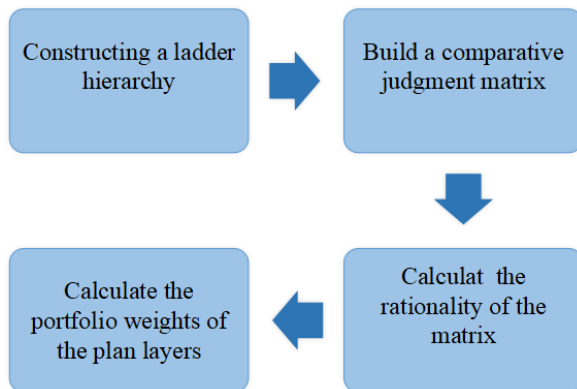 Constructing a ladder
hierarchy
Build a comparative
judgment matrix
Calculat the
rationality of the
matrix
Calculate the
portfolio weights of
the plan layers